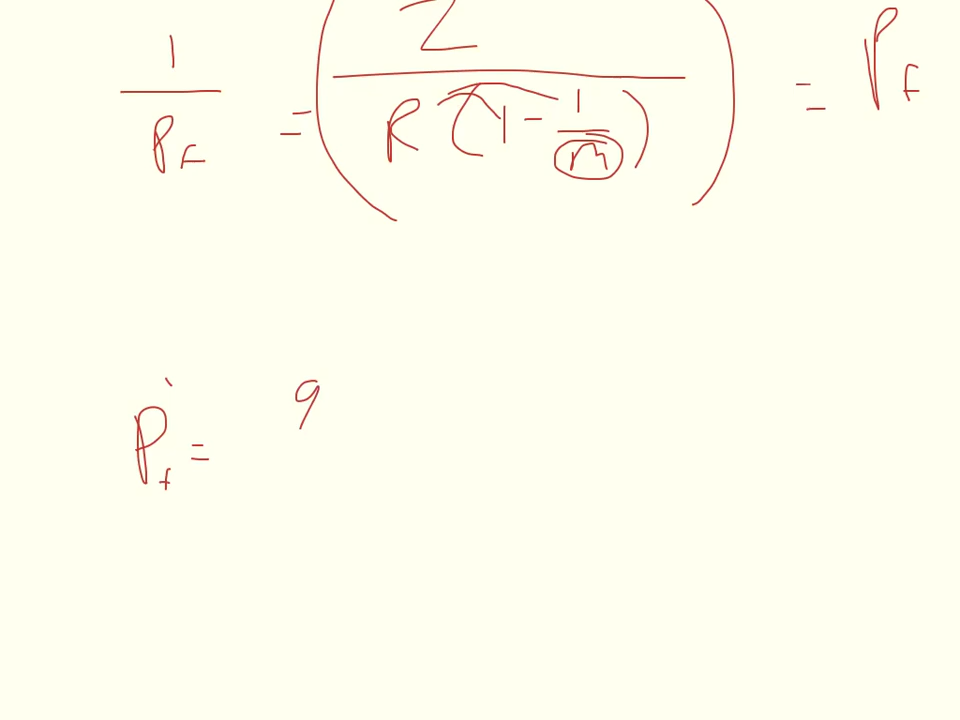 1/P_F = (Z / R(1 - 1/m)) = P_F
P_f = 9